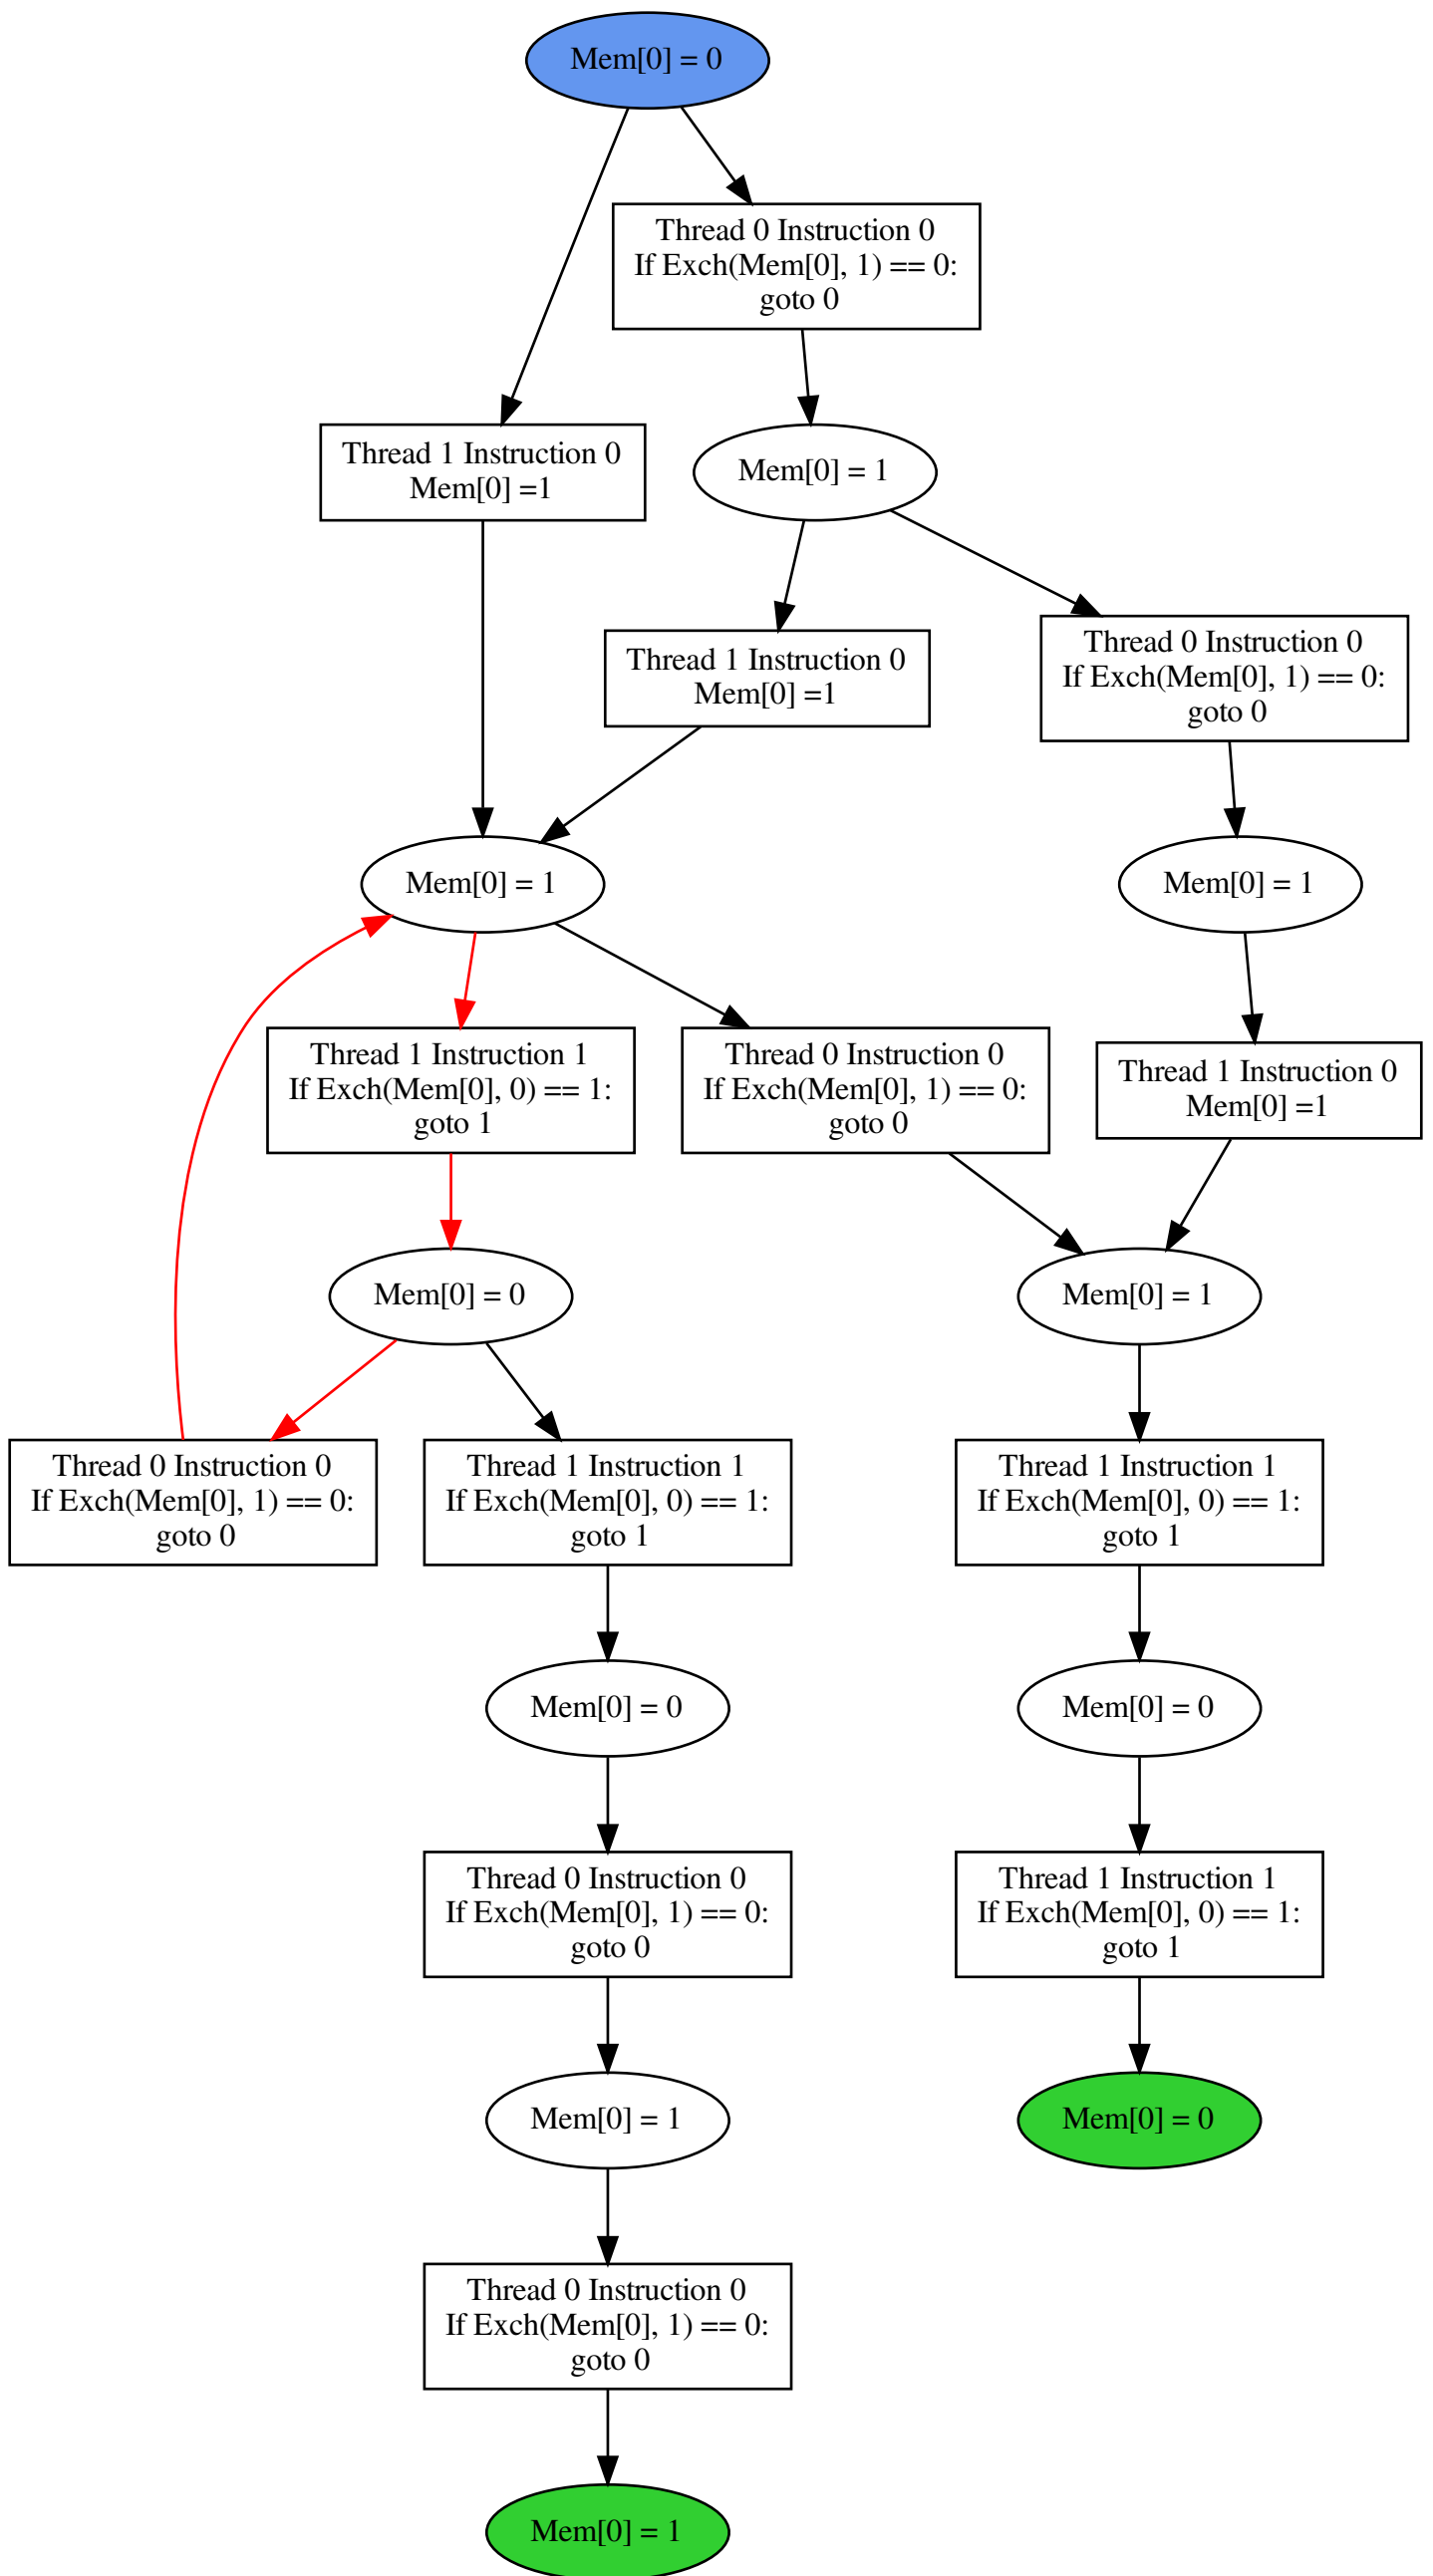 Mem[0] = 0
Thread 0 Instruction 0
If Exch(Mem[0], 1) == 0:
goto 0
Thread 1 Instruction 0
Mem[0] =1
Mem[0] = 1
Thread 1 Instruction 0
Mem[0] =1
Thread 0 Instruction 0
If Exch(Mem[0], 1) == 0:
goto 0
Mem[0] = 1
Mem[0] = 1
Thread 1 Instruction 1
If Exch(Mem[0], 0) == 1:
goto 1
Thread 0 Instruction 0
If Exch(Mem[0], 1) == 0:
goto 0
Thread 1 Instruction 0
Mem[0] =1
Mem[0] = 0
Mem[0] = 1
Thread 0 Instruction 0
If Exch(Mem[0], 1) == 0:
goto 0
Thread 1 Instruction 1
If Exch(Mem[0], 0) == 1:
goto 1
Thread 1 Instruction 1
If Exch(Mem[0], 0) == 1:
goto 1
Mem[0] = 0
Mem[0] = 0
Thread 0 Instruction 0
If Exch(Mem[0], 1) == 0:
goto 0
Thread 1 Instruction 1
If Exch(Mem[0], 0) == 1:
goto 1
Mem[0] = 1
Mem[0] = 0
Thread 0 Instruction 0
If Exch(Mem[0], 1) == 0:
goto 0
Mem[0] = 1